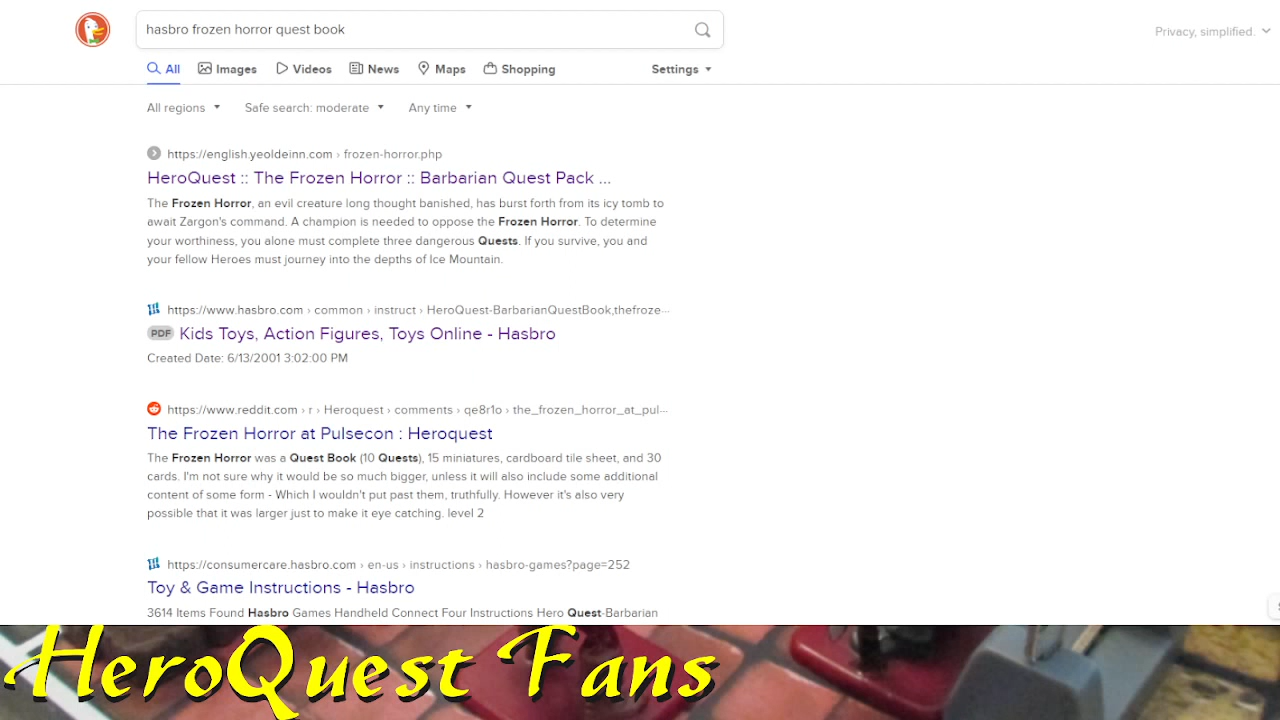 hasbro frozen horror quest book
Privacy, simplified.
All
Images
Videos
News
Maps
Shopping
Settings
All regions
Safe search: moderate
Any time
https://english.yeoldeinn.com › frozen-horror.php
HeroQuest :: The Frozen Horror :: Barbarian Quest Pack ...
The Frozen Horror, an evil creature long thought banished, has burst forth from its icy tomb to
await Zargon's command. A champion is needed to oppose the Frozen Horror. To determine
your worthiness, you alone must complete three dangerous Quests. If you survive, you and
your fellow Heroes must journey into the depths of Ice Mountain.
https://www.hasbro.com › common › instruct › HeroQuest-BarbarianQuestBook,thefroze...
PDF Kids Toys, Action Figures, Toys Online - Hasbro
Created Date: 6/13/2001 3:02:00 PM
https://www.reddit.com › r › Heroquest › comments › qe8r1o › the_frozen_horror_at_pul...
The Frozen Horror at Pulsecon : Heroquest
The Frozen Horror was a Quest Book (10 Quests), 15 miniatures, cardboard tile sheet, and 30
cards. I'm not sure why it would be so much bigger, unless it will also include some additional
content of some form - Which I wouldn't put past them, truthfully. However it's also very
possible that it was larger just to make it eye catching. level 2
https://consumercare.hasbro.com › en-us › instructions › hasbro-games?page=252
Toy & Game Instructions - Hasbro
3614 Items Found Hasbro Games Handheld Connect Four Instructions Hero Quest-Barbarian
HeroQuest Fans